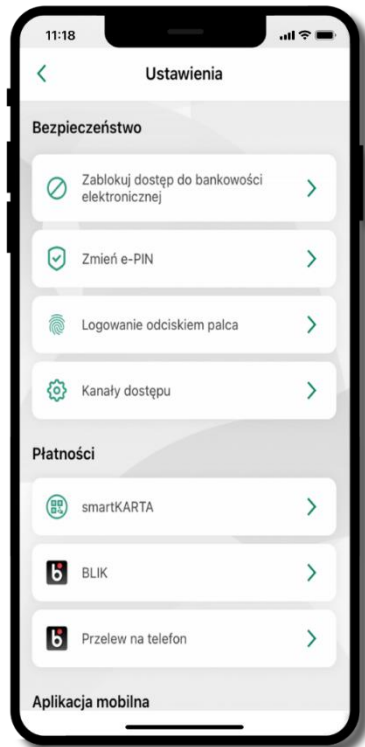 11:18
Ustawienia
Bezpieczeństwo
Zablokuj dostęp do bankowości
elektronicznej
Zmień e-PIN
Logowanie odciskiem palca
Kanały dostępu
Płatności
smartKARTA
BLIK
Przelew na telefon
Aplikacja mobilna